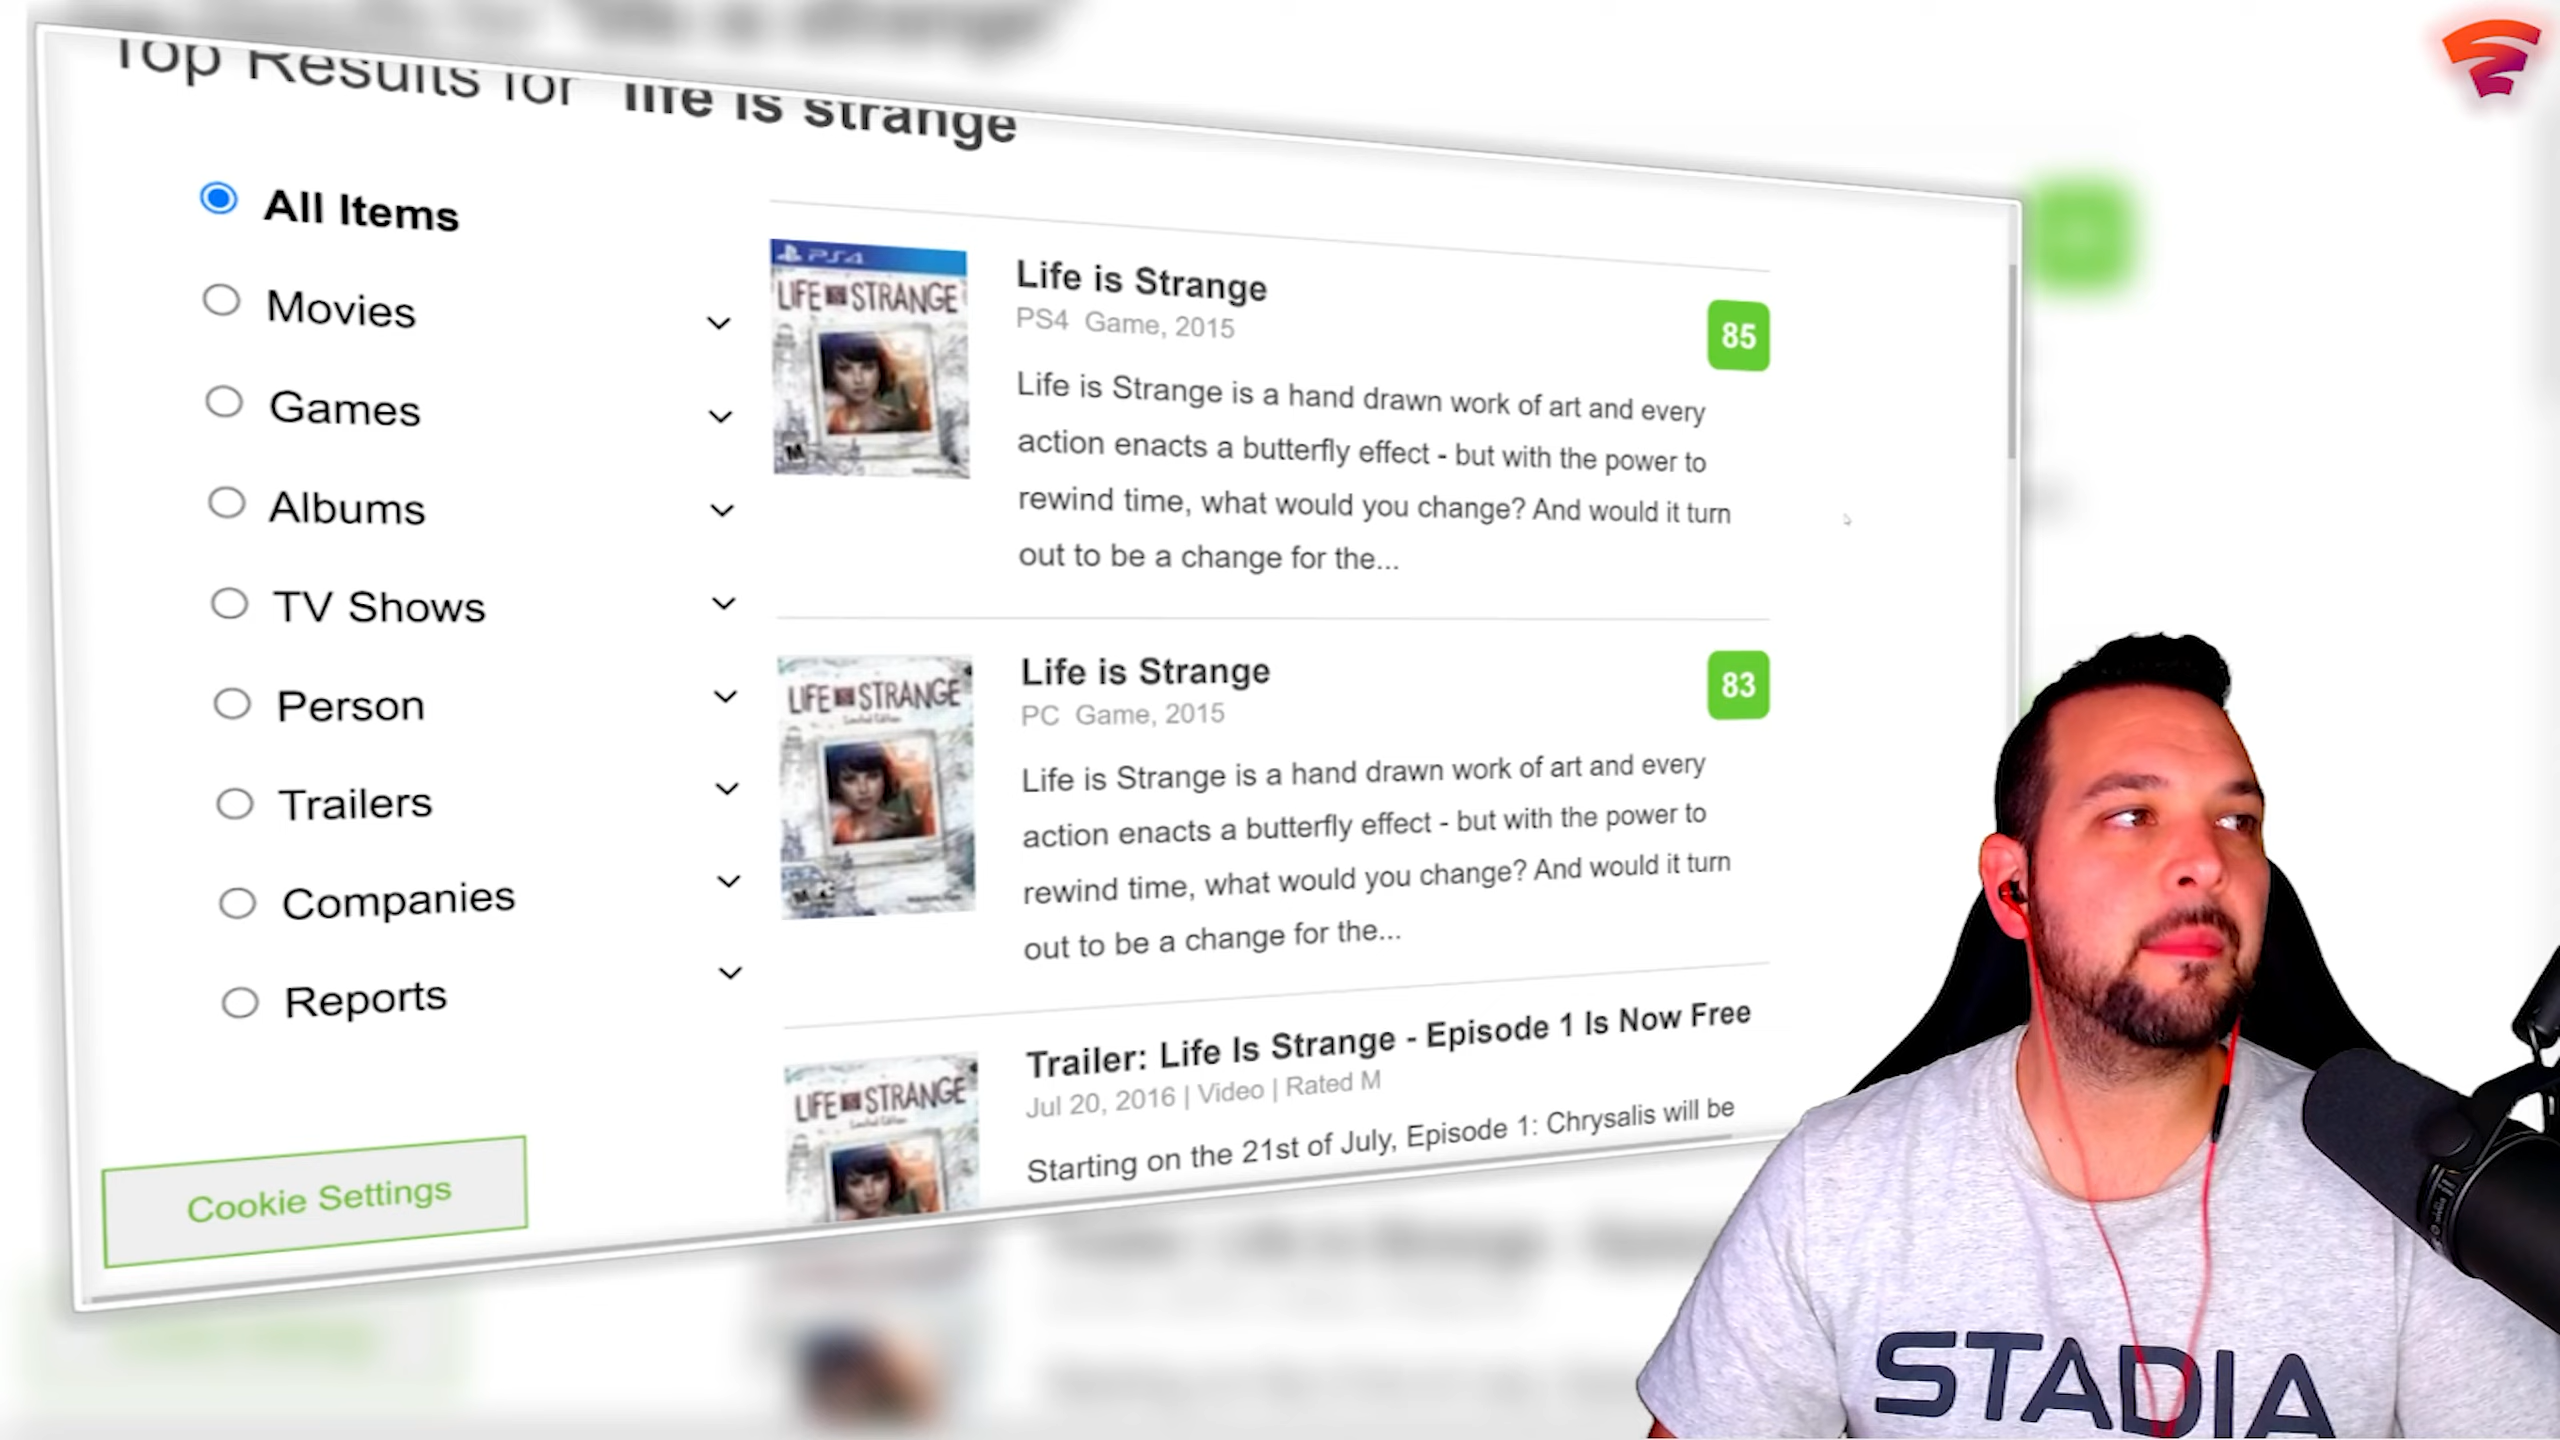 Top Results for "life is strange
All Items
Movies
Games
Albums
TV Shows
Person
Trailers
Companies
Reports
Cookie Settings
PS4
LIFE IS STRANGE
M
Life is Strange
PS4 Game, 2015
85
Life is Strange is a hand drawn work of art and every
action enacts a butterfly effect - but with the power to
rewind time, what would you change? And would it turn
out to be a change for the...
LIFE IS STRANGE
Limited Edition
Life is Strange
PC Game, 2015
83
Life is Strange is a hand drawn work of art and every
action enacts a butterfly effect - but with the power to
rewind time, what would you change? And would it turn
out to be a change for the...
LIFE IS STRANGE
Limited Edition
Trailer: Life Is Strange - Episode 1 Is Now Free
Jul 20, 2016 | Video | Rated M
Starting on the 21st of July, Episode 1: Chrysalis will be
STADIA